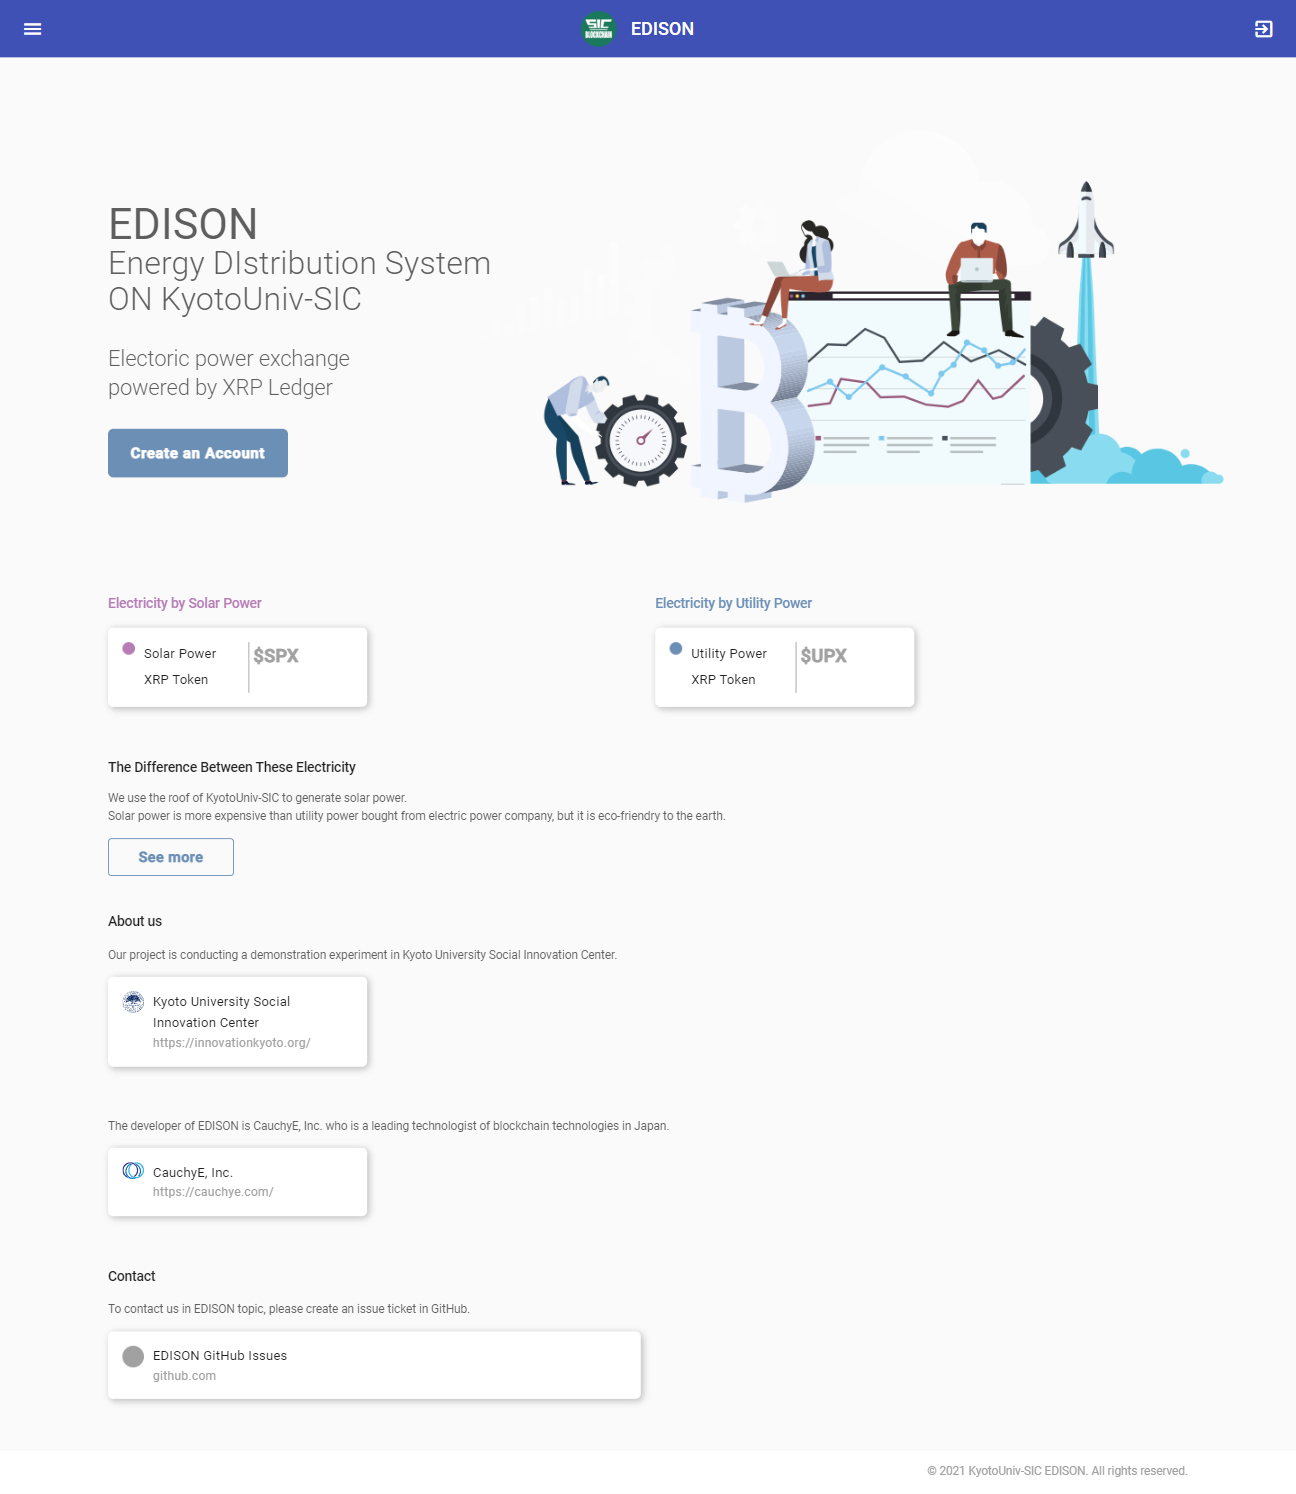 SIC
BLOCKCHAIN
EDISON
EDISON
Energy DIstribution System
ON KyotoUniv-SIC
Electoric power exchange
powered by XRP Ledger
Create an Account
Electricity by Solar Power
Solar Power
XRP Token
$SPX
Electricity by Utility Power
Utility Power
XRP Token
$UPX
The Difference Between These Electricity
We use the roof of KyotoUniv-SIC to generate solar power.
Solar power is more expensive than utility power bought from electric power company, but it is eco-friendry to the earth.
See more
About us
Our project is conducting a demonstration experiment in Kyoto University Social Innovation Center.
Kyoto University Social
Innovation Center
https://innovationkyoto.org/
The developer of EDISON is CauchyE, Inc. who is a leading technologist of blockchain technologies in Japan.
CauchyE, Inc.
https://cauchye.com/
Contact
To contact us in EDISON topic, please create an issue ticket in GitHub.
EDISON GitHub Issues
github.com
© 2021 KyotoUniv-SIC EDISON. All rights reserved.